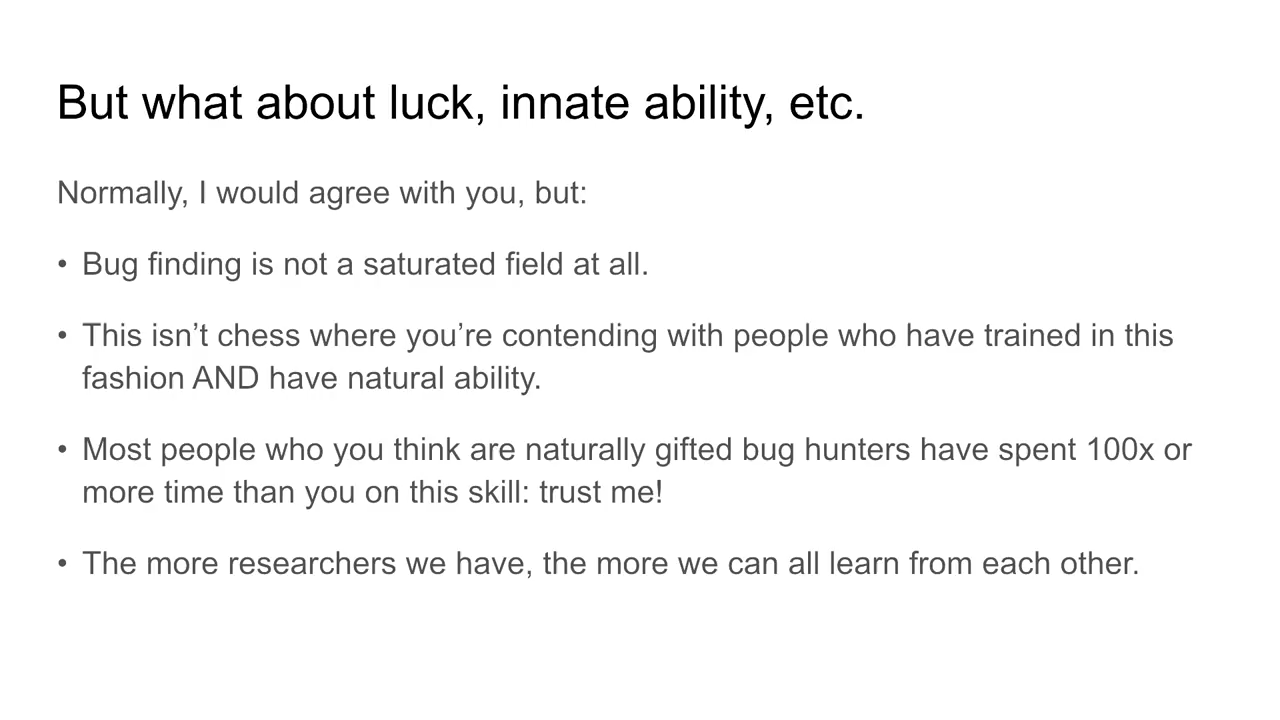 But what about luck, innate ability, etc.
Normally, I would agree with you, but:
• Bug finding is not a saturated field at all.
• This isn’t chess where you’re contending with people who have trained in this
fashion AND have natural ability.
• Most people who you think are naturally gifted bug hunters have spent 100x or
more time than you on this skill: trust me!
• The more researchers we have, the more we can all learn from each other.